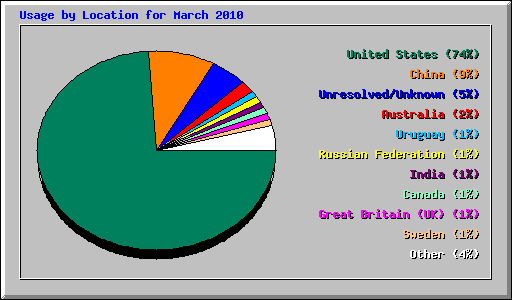 Usage by Location for March 2010
United States (74%)
China (9%)
Unresolved/Unknown (5%)
Australia (2%)
Uruguay (1%)
Russian Federation (1%)
India (1%)
Canada (1%)
Great Britain (UK) (1%)
Sweden (1%)
Other (4%)